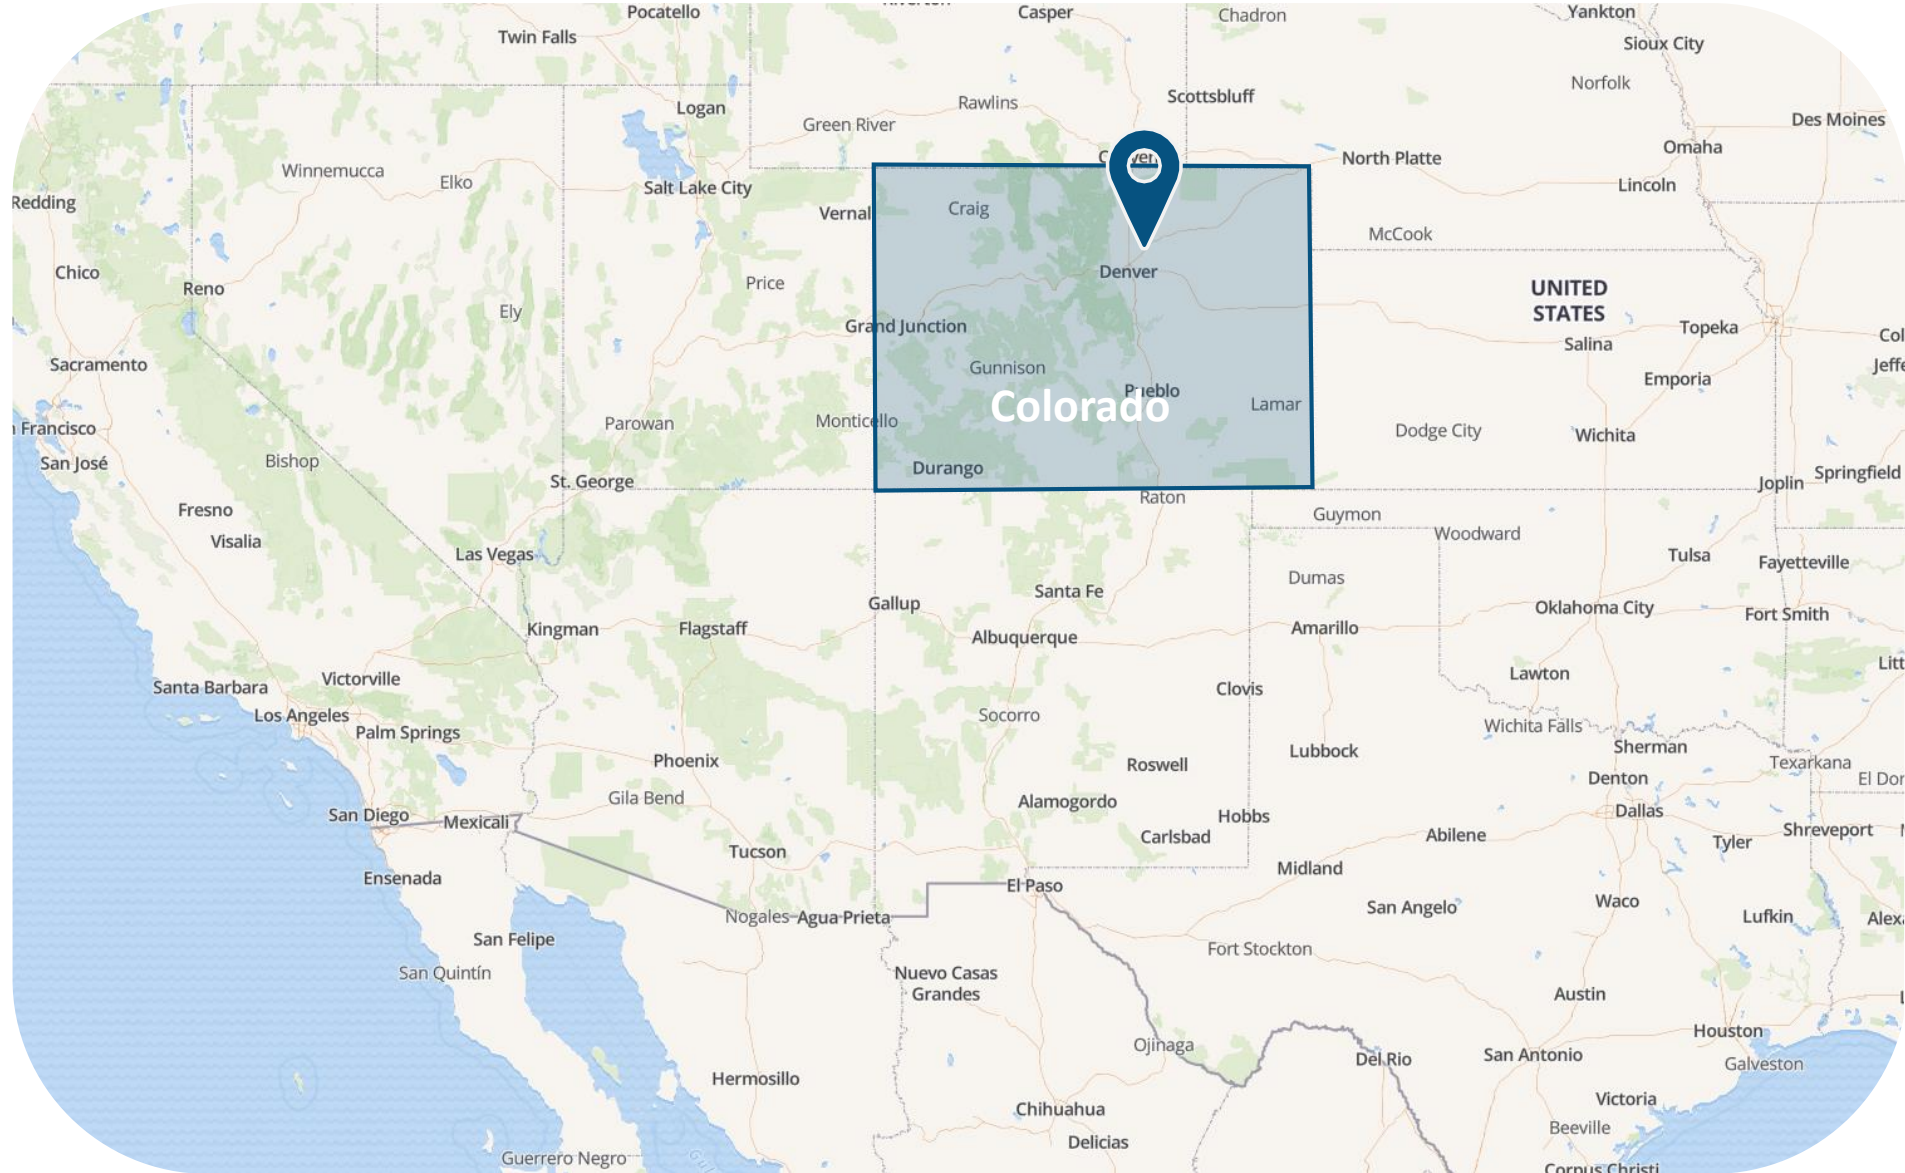 Pocatello
Casper
Chadron
Yankton
Twin Falls
Sioux City
Norfolk
Rawlins
Scottsbluff
Logan
Green River
Des Moines
Omaha
North Platte
Winnemucca
Elko
Salt Lake City
Lincoln
Redding
Vernal
Craig
McCook
Chico
Reno
Price
Denver
UNITED
STATES
Ely
Grand Junction
Topeka
Col
Salina
Sacramento
Gunnison
Jeffe
Emporia
Pueblo
Colorado
Lamar
Parowan
Monticello
Francisco
Dodge City
Wichita
San José
Bishop
Durango
St. George
Springfield
Joplin
Raton
Fresno
Guymon
Visalia
Woodward
Las Vegas
Tulsa
Fayetteville
Dumas
Santa Fe
Gallup
Oklahoma City
Fort Smith
Kingman
Flagstaff
Albuquerque
Amarillo
Litt
Victorville
Lawton
Santa Barbara
Clovis
Los Angeles
Socorro
Palm Springs
Wichita Falls
Sherman
Phoenix
Roswell
Lubbock
Texarkana
Denton
El Dor
Gila Bend
Alamogordo
San Diego
Mexicali
Hobbs
Dallas
Carlsbad
Abilene
Shreveport
Tyler
Tucson
Midland
Ensenada
El Paso
Waco
San Angelo
Nogales
Agua Prieta
Lufkin
Alexa
San Felipe
Fort Stockton
San Quintín
Nuevo Casas
Grandes
Austin
Houston
Ojinaga
Del Rio
San Antonio
Galveston
Hermosillo
Victoria
Chihuahua
Beeville
Delicias
Guerrero Negro
Corpus Christi